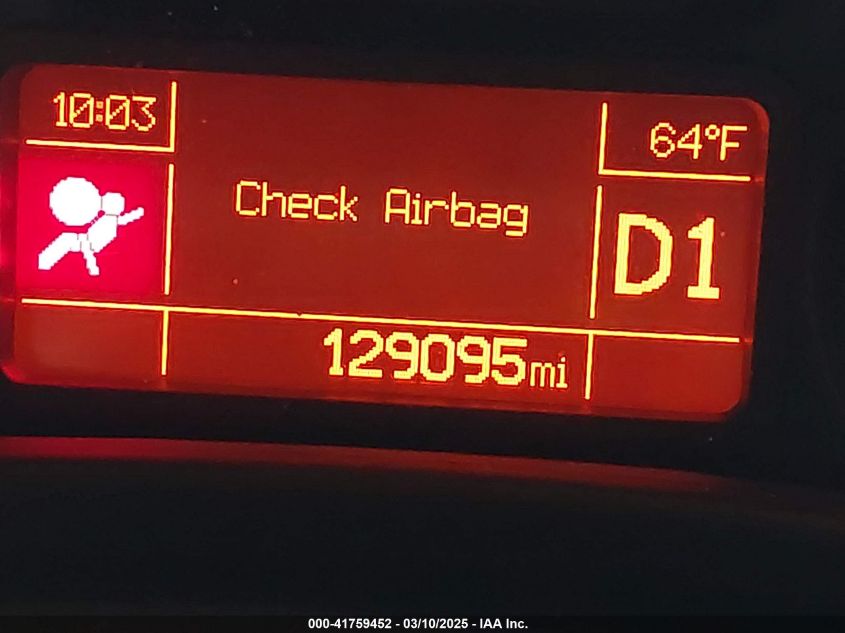 10:03
64°F
Check Airbag
D1
129095mi
000-41759452 - 03/10/2025 - IAA Inc.